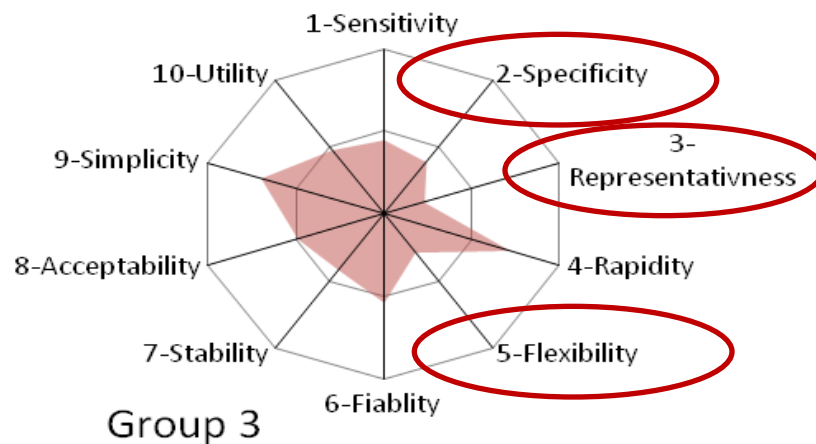 1-Sensitivity
10-Utility
2-Specificity
9-Simplicity
3-
Representativness
8-Acceptability
4-Rapidity
7-Stability
5-Flexibility
6-Fiablity
Group 3